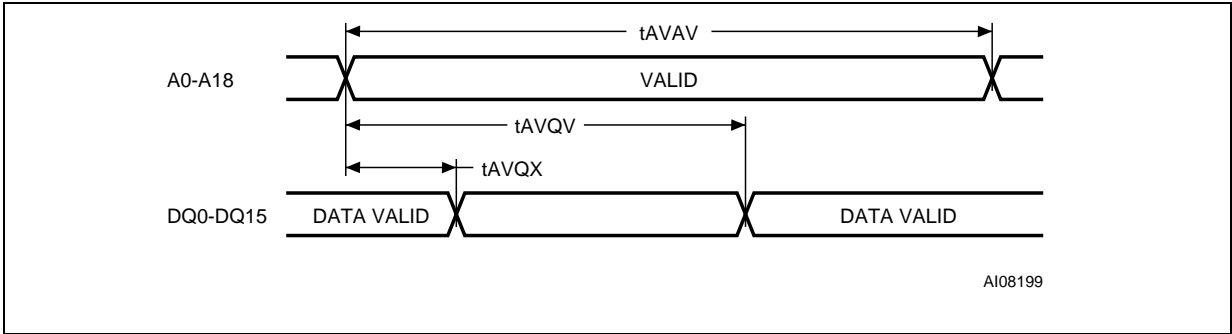 tAVAV
A0-A18
VALID
tAVQV
tAVQX
DQ0-DQ15
DATA VALID
DATA VALID
AI08199